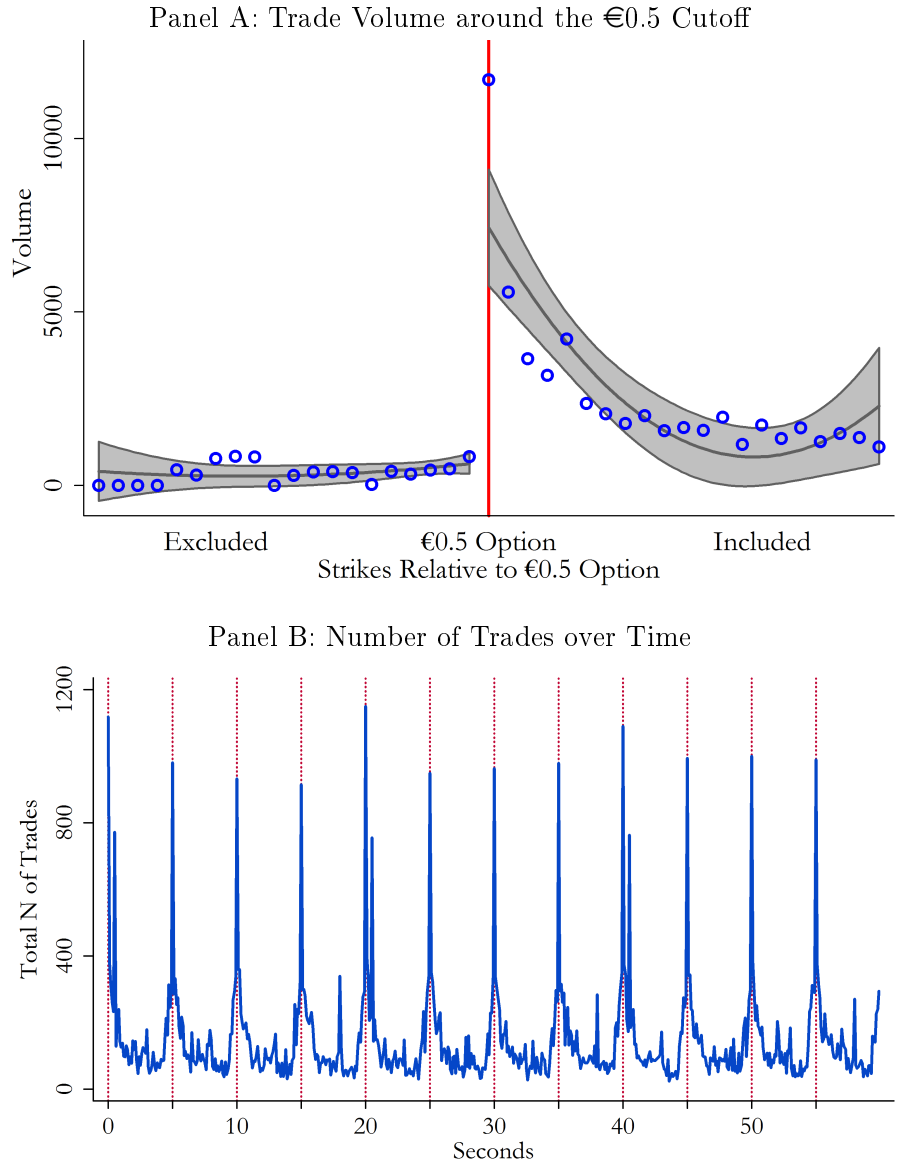 Panel A: Trade Volume around the €0.5 Cutoff
Volume
10000
5000
0
Excluded €0.5 Option Included
Strikes Relative to €0.5 Option
Panel B: Number of Trades over Time
Total N of Trades
1200
800
400
0
0 10 20 30 40 50
Seconds